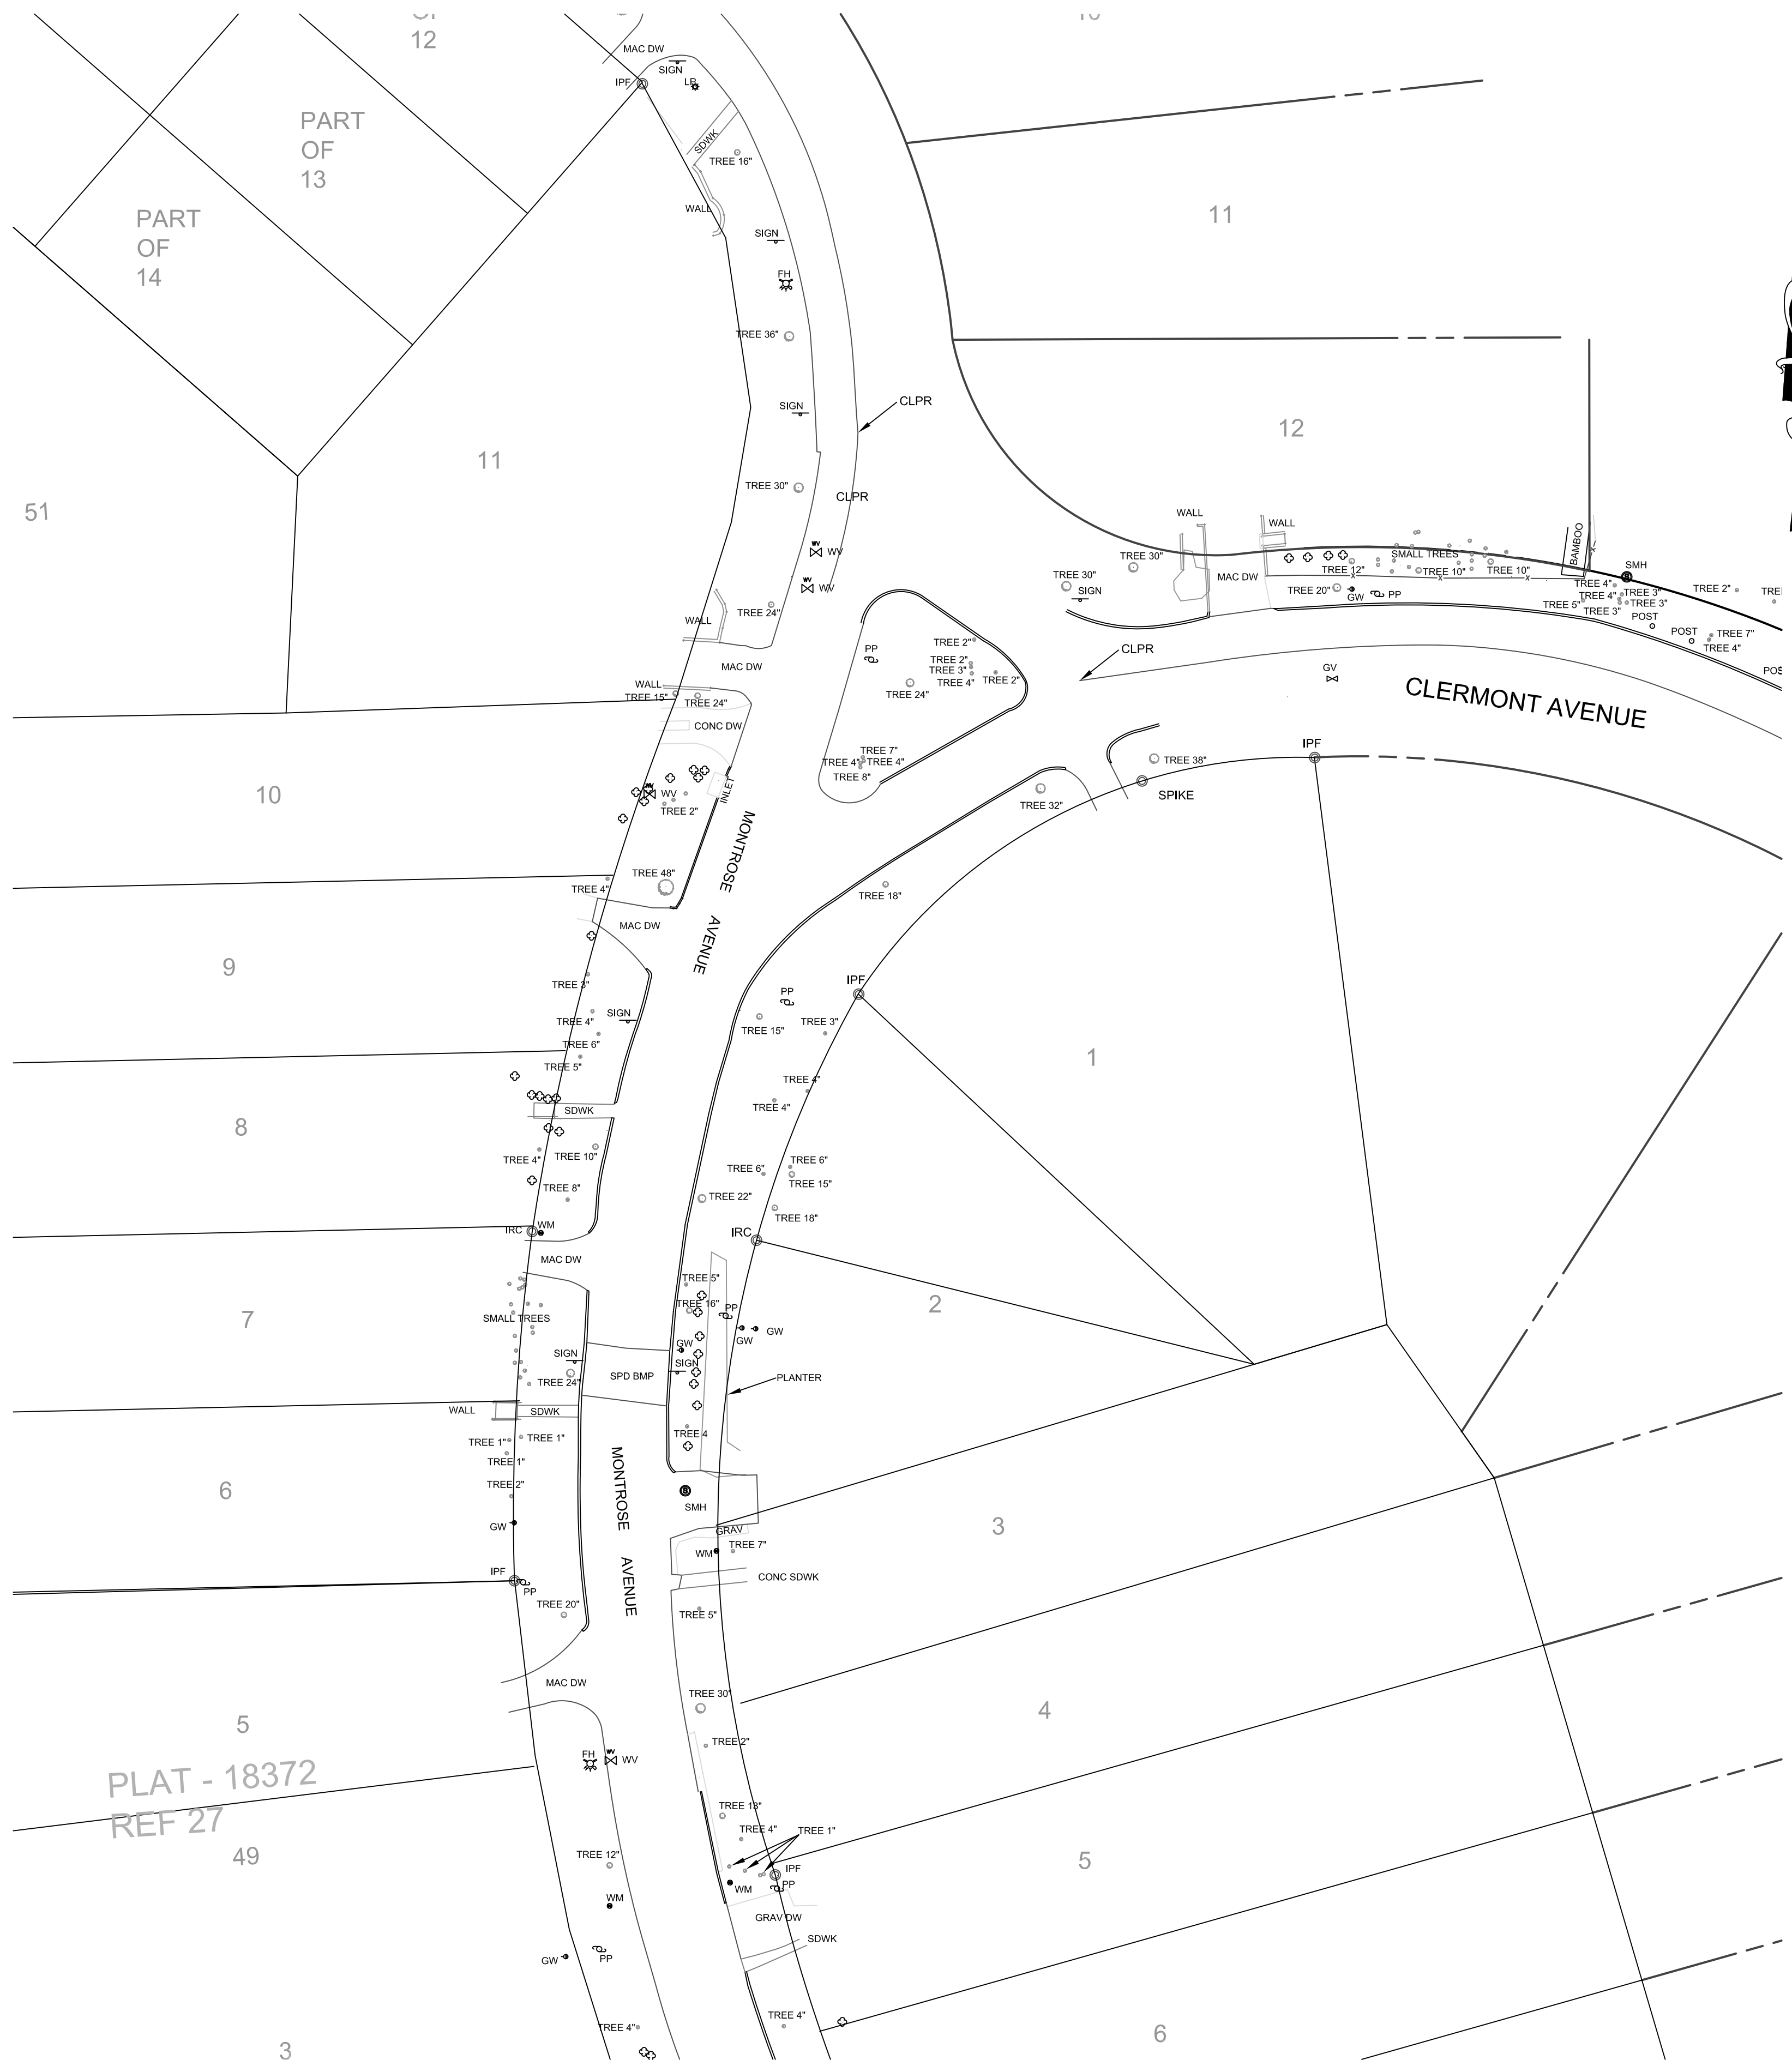 12
MAC DW
SIGN
IPF
LP
PART
OF
13
SDWK
TREE 16"
PART
OF
14
WALL
11
SIGN
FH
TREE 36"
CLPR
SIGN
12
11
51
TREE 30"
CLPR
WALL
WALL
BAMBOO
WV
WV
WV
WV
TREE 30"
SMALL TREES
TREE 30"
MAC DW
TREE 12"
TREE 10"
TREE 10"
SMH
SIGN
TREE 20"
GW
PP
TREE 4"
TREE 3"
TREE 2"
TREE 5"
TREE 4"
TREE 3"
TREE 3"
TREE 24"
WALL
POST
POST
TREE 7"
TREE 4"
PP
TREE 2"
TREE 2"
TREE 3"
TREE 4"
TREE 2"
TREE 24"
CLPR
GV
MAC DW
WALL
TREE 15"
TREE 24"
CLERMONT AVENUE
CONC DW
IPF
TREE 7"
TREE 4"
TREE 4"
TREE 8"
TREE 38"
SPIKE
TREE 32"
10
WV
WV
INLET
TREE 2"
MONTROSE
AVENUE
TREE 48"
TREE 4"
TREE 18"
MAC DW
9
TREE 3"
IPF
PP
TREE 4"
SIGN
TREE 15"
TREE 3"
TREE 6"
TREE 5"
1
TREE 4"
TREE 4"
SDWK
8
TREE 4"
TREE 10"
TREE 6"
TREE 6"
TREE 15"
TREE 8"
TREE 22"
TREE 18"
IRC
WM
IRC
MAC DW
TREE 5"
7
SMALL TREES
TREE 16"
PP
2
GW
GW
GW
SIGN
SIGN
TREE 24"
SPD BMP
PLANTER
WALL
SDWK
TREE 1"
TREE 1"
TREE 1"
TREE 4
MONTROSE
AVENUE
6
TREE 2"
SMH
GW
GRAV
3
WM
TREE 7"
IPF
PP
CONC SDWK
TREE 20"
TREE 5"
MAC DW
TREE 30"
5
4
TREE 2"
FH
WV
WV
PLAT - 18372
REF 27
49
TREE 13"
TREE 4"
TREE 1"
TREE 12"
IPF
WM
PP
5
WM
GRAV DW
SDWK
GW
PP
TREE 4"
TREE 4"
6
3